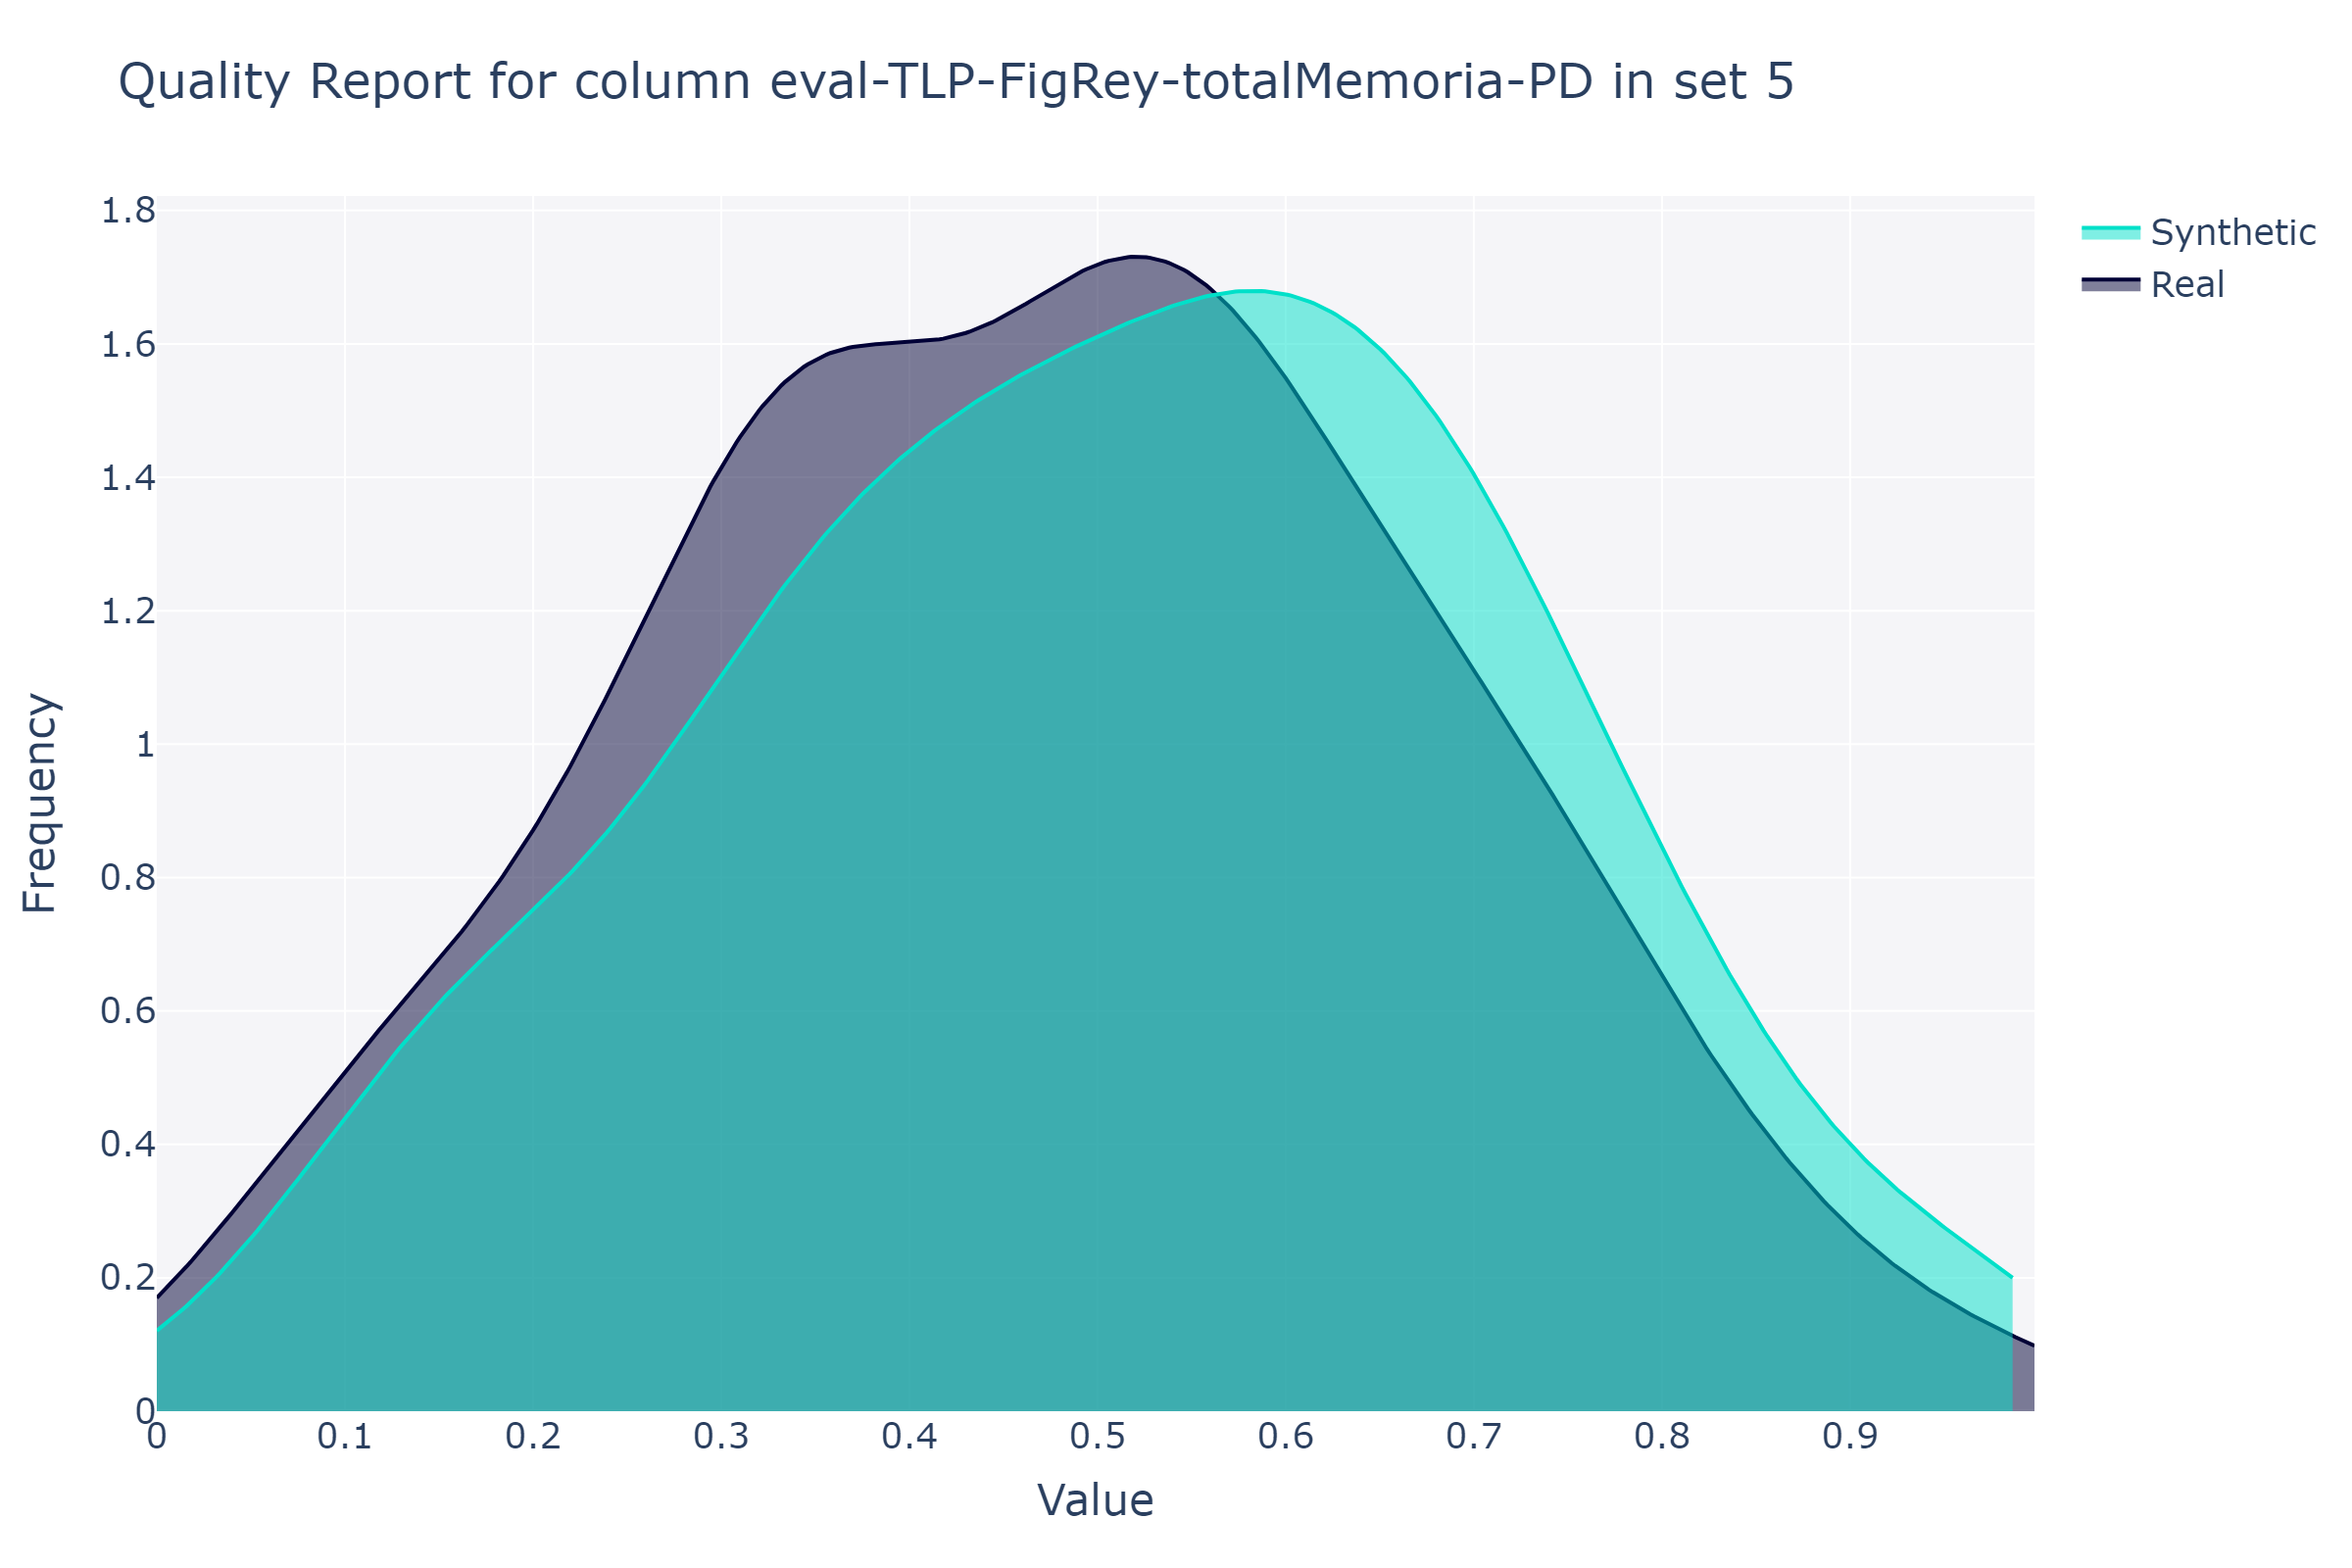 Quality Report for column eval-TLP-FigRey-totalMemoria-PD in set 5
Synthetic
Real
Frequency
1.8
1.6
1.4
1.2
1
0.8
0.6
0.4
0.2
0
0 0.1 0.2 0.3 0.4 0.5 0.6 0.7 0.8 0.9
Value